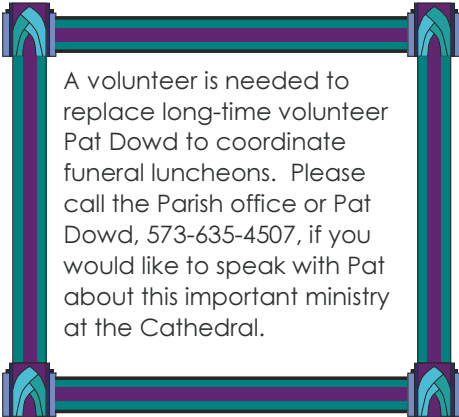 A volunteer is needed to
replace long-time volunteer
Pat Dowd to coordinate
funeral luncheons.  Please
call the Parish office or Pat
Dowd, 573-635-4507, if you
would like to speak with Pat
about this important ministry
at the Cathedral.